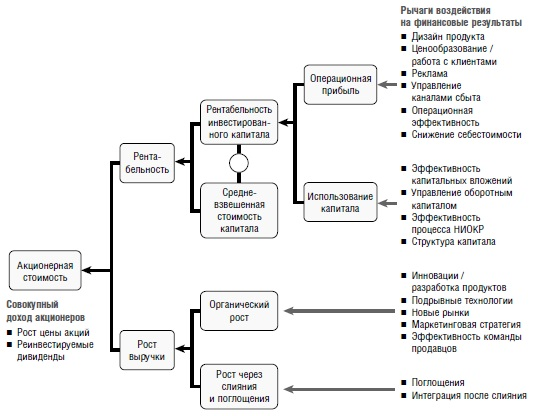 Рычаги воздействия
на финансовые результаты
■ Дизайн продукта
■ Ценообразование /
работа с клиентами
■ Реклама
■ Управление
каналами сбыта
■ Операционная
эффективность
■ Снижение себестоимости
Операционная
прибыль
Рентабельность
инвестирован-
ного капитала
Рента-
бельность
Средне-
взвешенная
стоимость
капитала
Использование
капитала
■ Эффективность
капитальных вложений
■ Управление оборотным
капиталом
■ Эффективность
процесса НИОКР
■ Структура капитала
Акционерная
стоимость
Совокупный
доход акционеров
■ Рост цены акций
■ Реинвестируемые
дивиденды
Рост
выручки
Органический
рост
■ Инновации /
разработка продуктов
■ Подрывные технологии
■ Новые рынки
■ Маркетинговая стратегия
■ Эффективность команды
продавцов
Рост через
слияния
и поглощения
■ Поглощения
■ Интеграция после слияния